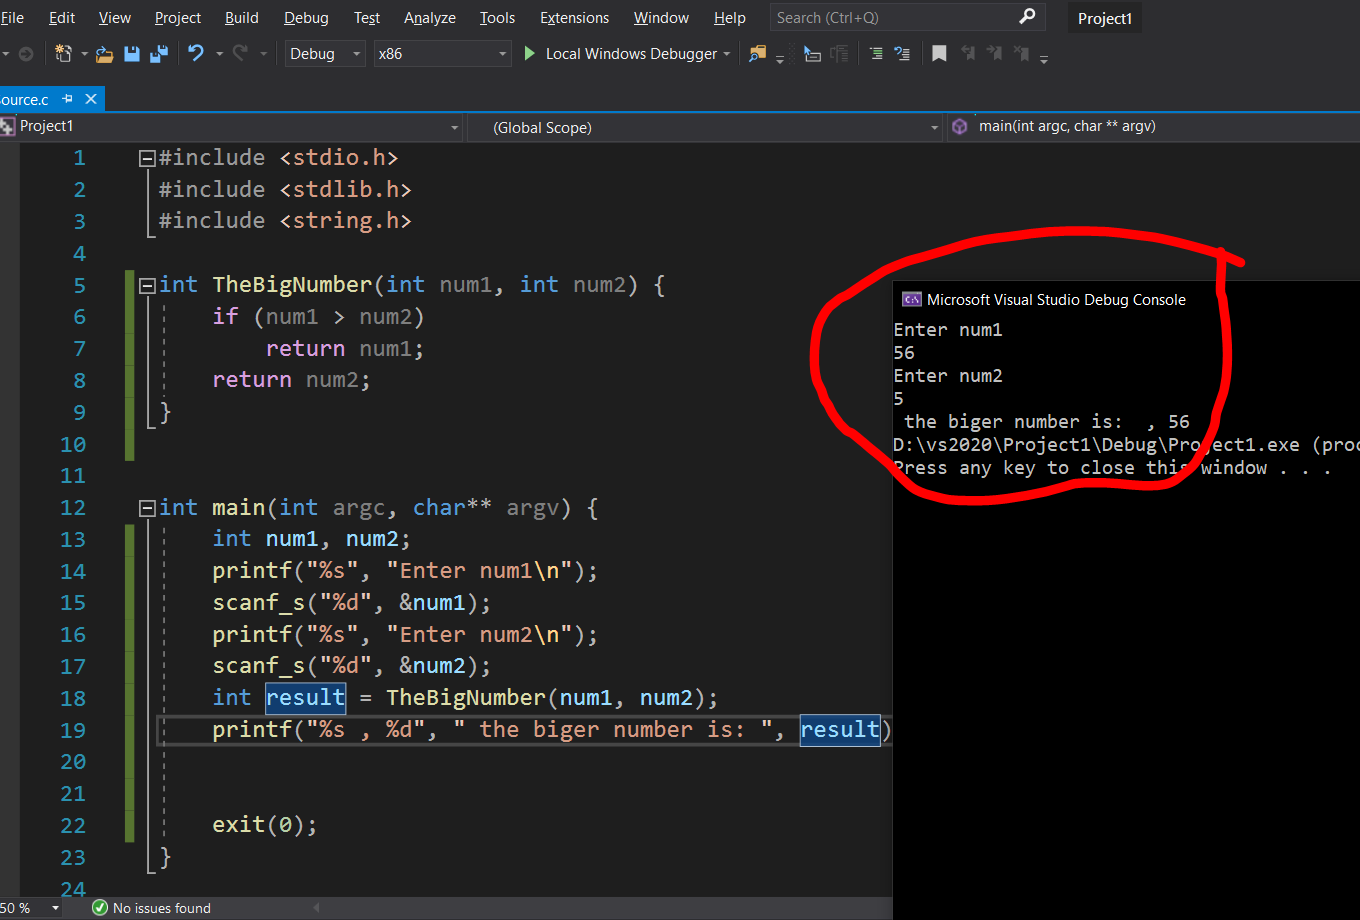 File Edit View Project Build Debug Test Analyze Tools Extensions Window Help Search (Ctrl+Q) Project1
Debug x86 Local Windows Debugger
ource.c
Project1 (Global Scope) main(int argc, char ** argv)
1 #include <stdio.h>
2 #include <stdlib.h>
3 #include <string.h>
4
5 int TheBigNumber(int num1, int num2) {
6 if (num1 > num2)
7 return num1;
8 return num2;
9 }
10
11
12 int main(int argc, char** argv) {
13 int num1, num2;
14 printf("%s", "Enter num1\n");
15 scanf_s("%d", &num1);
16 printf("%s", "Enter num2\n");
17 scanf_s("%d", &num2);
18 int result = TheBigNumber(num1, num2);
19 printf("%s , %d", " the biger number is: ", result)
20
21
22 exit(0);
23 }
24
50 % No issues found
C:\ Microsoft Visual Studio Debug Console
Enter num1
56
Enter num2
5
the biger number is:  , 56
D:\vs2020\Project1\Debug\Project1.exe (proc
Press any key to close this window . . .